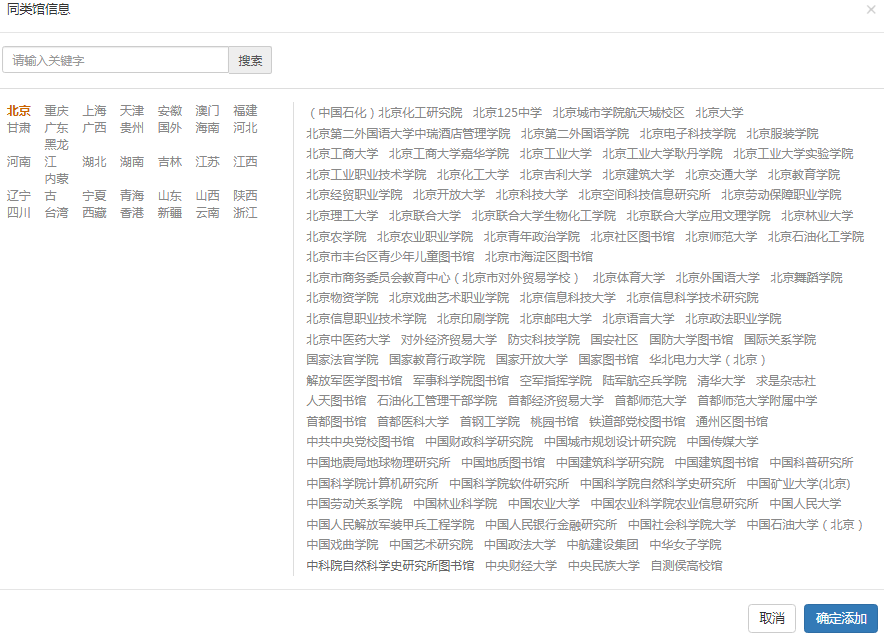 同类馆信息
×
请输入关键字 搜索
北京 重庆 上海 天津 安徽 澳门 福建
甘肃 广东 广西 贵州 国外 海南 河北
黑龙
河南 江 湖北 湖南 吉林 江苏 江西
内蒙
辽宁 古 宁夏 青海 山东 山西 陕西
四川 台湾 西藏 香港 新疆 云南 浙江
（中国石化）北京化工研究院 北京125中学 北京城市学院航天城校区 北京大学
北京第二外国语大学中瑞酒店管理学院 北京第二外国语学院 北京电子科技学院 北京服装学院
北京工商大学 北京工商大学嘉华学院 北京工业大学 北京工业大学耿丹学院 北京工业大学实验学院
北京工业职业技术学院 北京化工大学 北京吉利大学 北京建筑大学 北京交通大学 北京教育学院
北京经贸职业学院 北京开放大学 北京科技大学 北京空间科技信息研究所 北京劳动保障职业学院
北京理工大学 北京联合大学 北京联合大学生物化工学院 北京联合大学应用文理学院 北京林业大学
北京农学院 北京农业职业学院 北京青年政治学院 北京社区图书馆 北京师范大学 北京石油化工学院
北京市丰台区青少年儿童图书馆 北京市海淀区图书馆
北京市商务委员会教育中心（北京市对外贸易学校） 北京体育大学 北京外国语大学 北京舞蹈学院
北京物资学院 北京戏曲艺术职业学院 北京信息科技大学 北京信息科学技术研究院
北京信息职业技术学院 北京印刷学院 北京邮电大学 北京语言大学 北京政法职业学院
北京中医药大学 对外经济贸易大学 防灾科技学院 国安社区 国防大学图书馆 国际关系学院
国家法官学院 国家教育行政学院 国家开放大学 国家图书馆 华北电力大学（北京）
解放军医学图书馆 军事科学院图书馆 空军指挥学院 陆军航空兵学院 清华大学 求是杂志社
人天图书馆 石油化工管理干部学院 首都经济贸易大学 首都师范大学 首都师范大学附属中学
首都图书馆 首都医科大学 首钢工学院 桃园书馆 铁道部党校图书馆 通州区图书馆
中共中央党校图书馆 中国财政科学研究院 中国城市规划设计研究院 中国传媒大学
中国地震局地球物理研究所 中国地质图书馆 中国建筑科学研究院 中国建筑图书馆 中国科普研究所
中国科学院计算机研究所 中国科学院软件研究所 中国科学院自然科学史研究所 中国矿业大学(北京)
中国劳动关系学院 中国林业科学院 中国农业大学 中国农业科学院农业信息研究所 中国人民大学
中国人民解放军装甲兵工程学院 中国人民银行金融研究所 中国社会科学院大学 中国石油大学（北京）
中国戏曲学院 中国艺术研究院 中国政法大学 中航建设集团 中华女子学院
中科院自然科学史研究所图书馆 中央财经大学 中央民族大学 自测侯高校馆
取消 确定添加